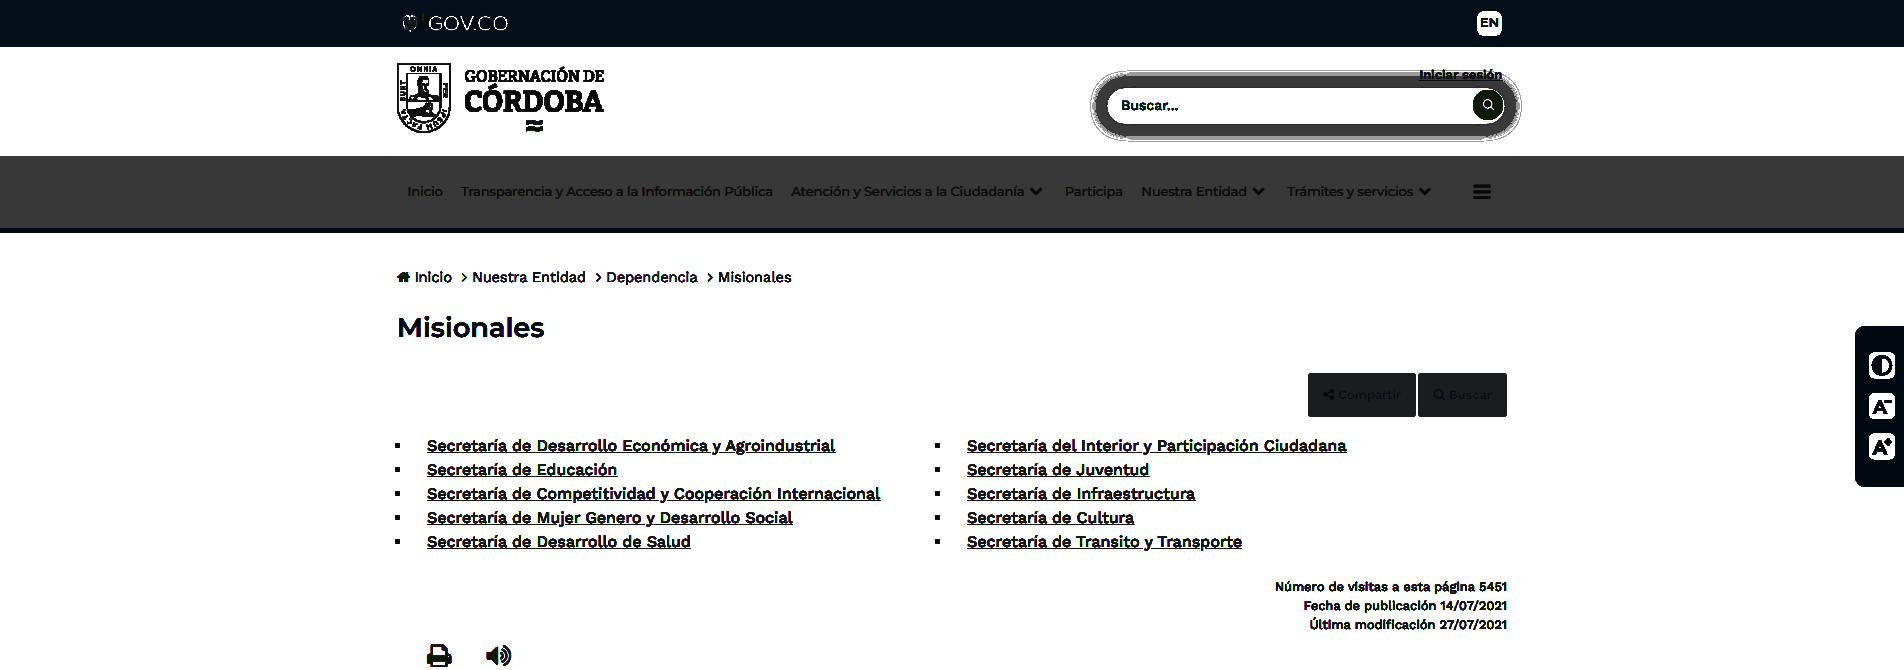 GOV.CO
EN
OMNIA PER IPSUM FACTA SUNT
GOBERNACIÓN DE
CÓRDOBA
Iniciar sesión
Buscar...
Inicio Transparencia y Acceso a la Información Pública Atención y Servicios a la Ciudadanía Participa Nuestra Entidad Trámites y servicios
Inicio > Nuestra Entidad > Dependencia > Misionales
Misionales
Compartir Buscar
Secretaría de Desarrollo Económica y Agroindustrial
Secretaría de Educación
Secretaría de Competitividad y Cooperación Internacional
Secretaría de Mujer Genero y Desarrollo Social
Secretaría de Desarrollo de Salud
Secretaría del Interior y Participación Ciudadana
Secretaría de Juventud
Secretaría de Infraestructura
Secretaría de Cultura
Secretaría de Transito y Transporte
Número de visitas a esta página 5451
Fecha de publicación 14/07/2021
Última modificación 27/07/2021
A-
A+